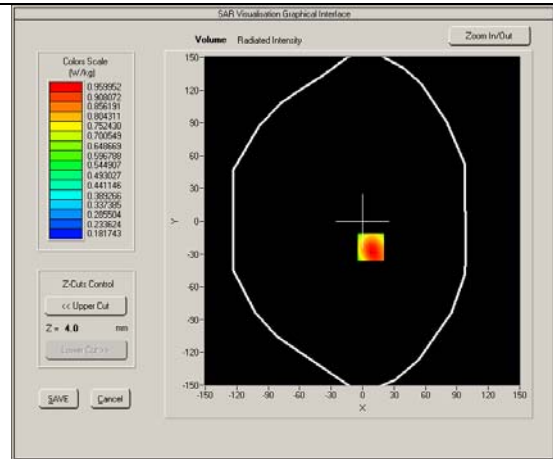 SAR Visualisation Graphical Interface
Volume Radiated Intensity
Zoom In/Out
Colors Scale
(W/kg)
0.959952
0.908072
0.856191
0.804311
0.752430
0.700549
0.648669
0.596788
0.544907
0.493027
0.441146
0.389266
0.337385
0.285504
0.233624
0.181743
Z-Cuts Control
<< Upper Cut
Z = 4.0 mm
Lower Cut >>
SAVE Cancel
150
120
90
60
30
0
-30
-60
-90
-120
-150
Y
-150 -120 -90 -60 -30 0 30 60 90 120 150
X